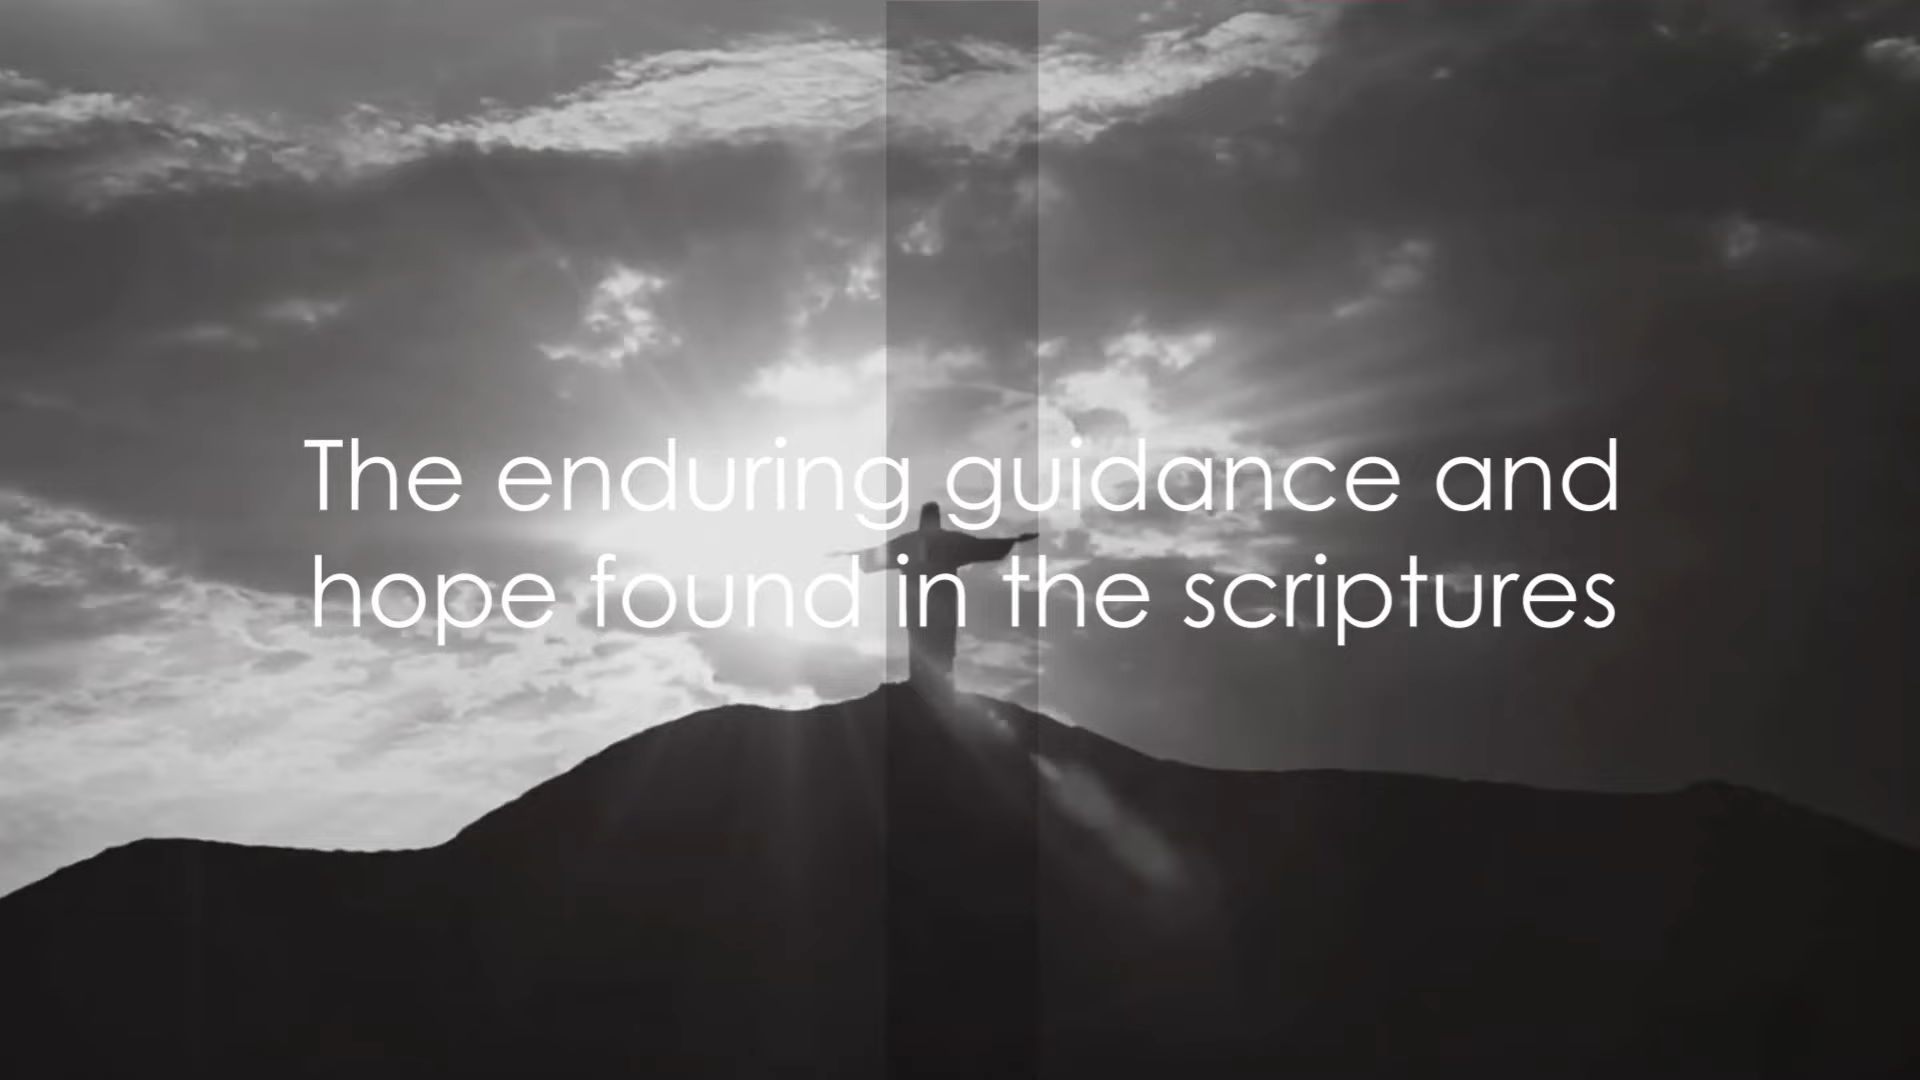 The enduring guidance and
hope found in the scriptures